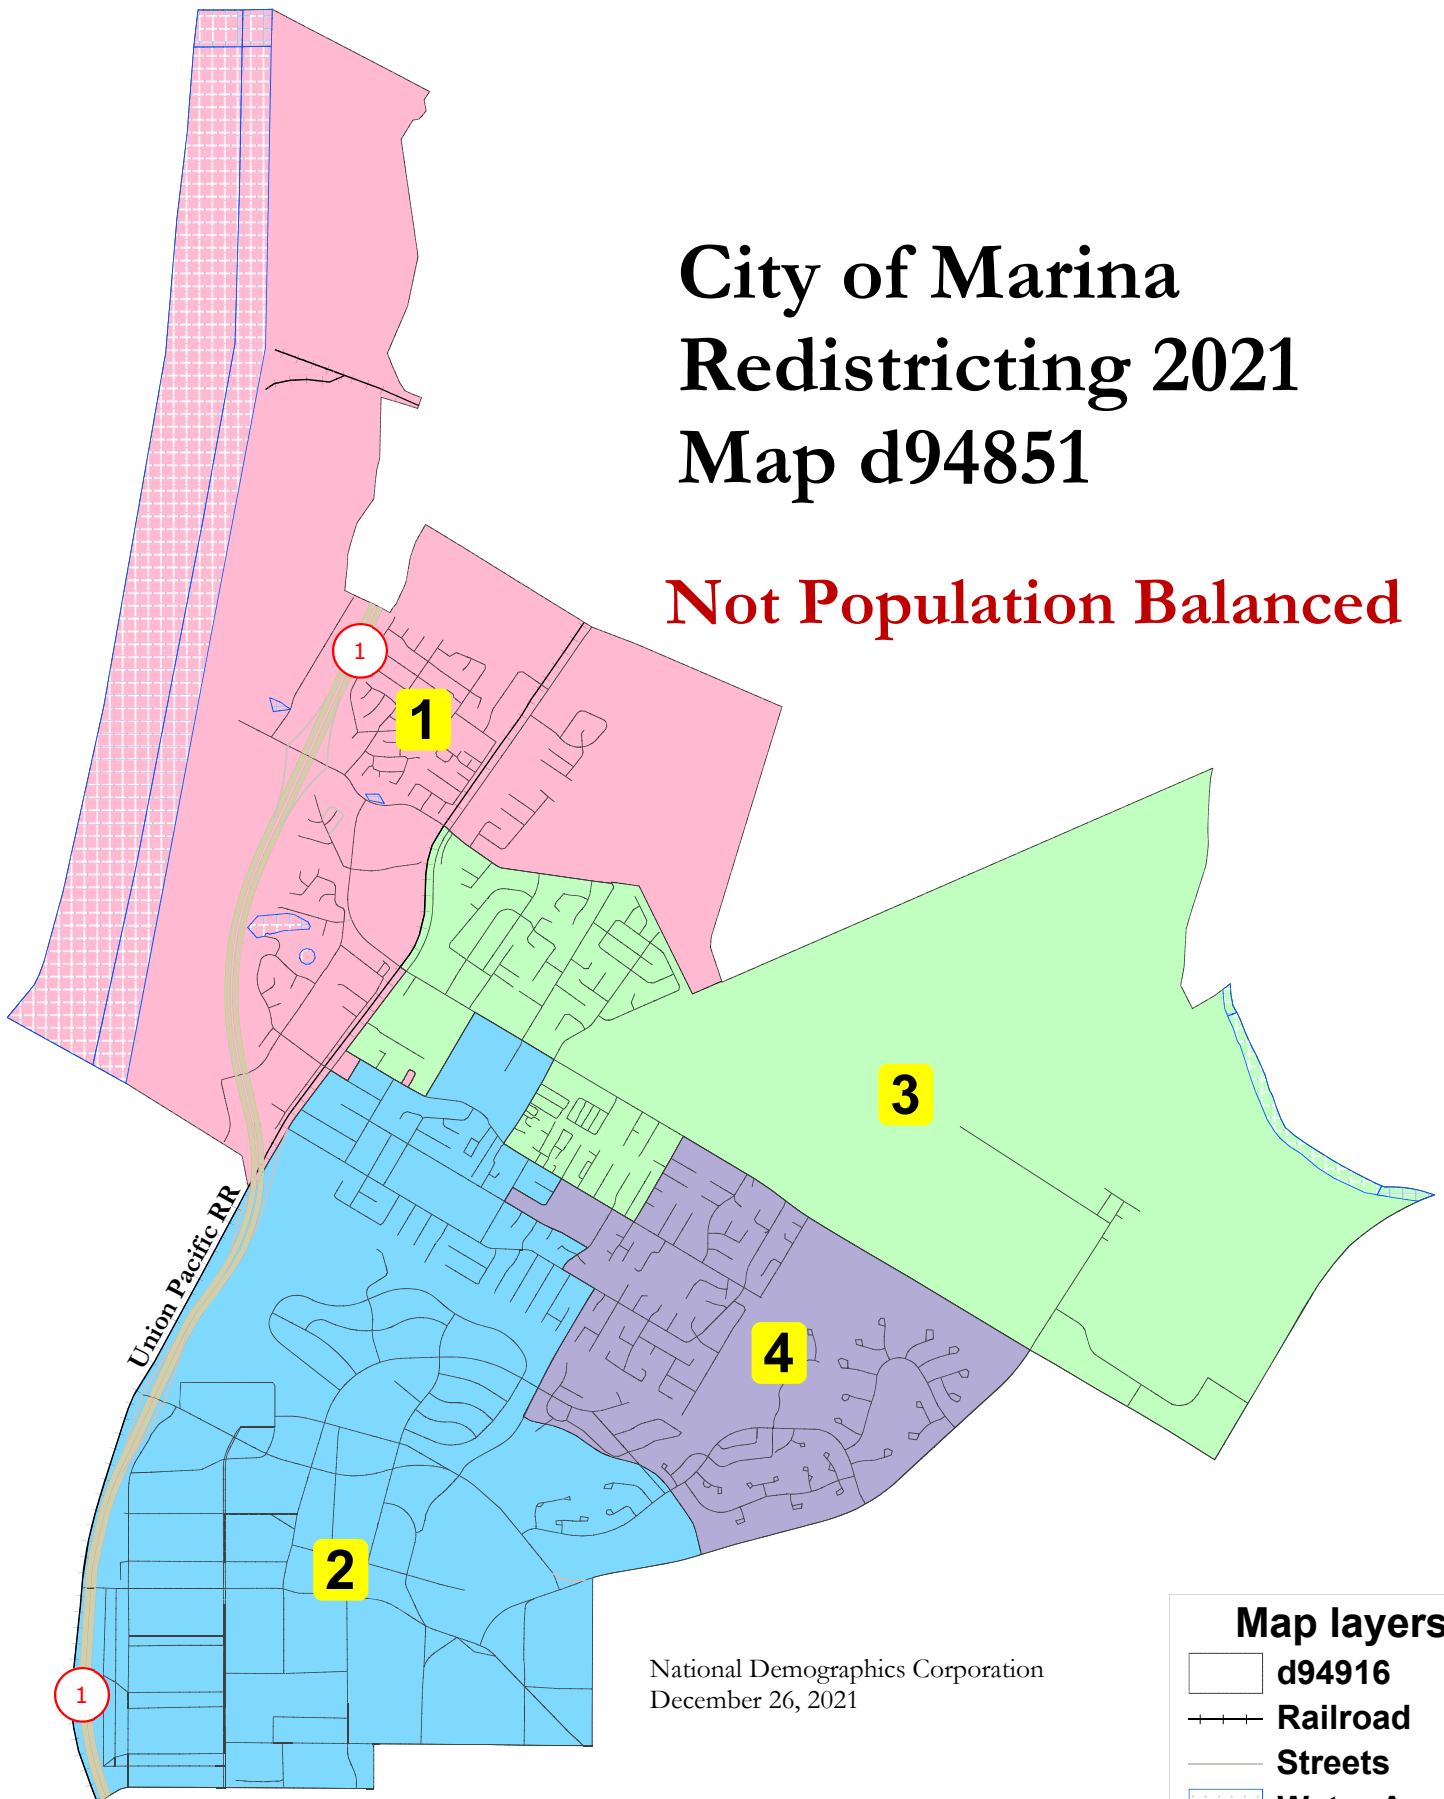 City of Marina
Redistricting 2021
Map d94851
Not Population Balanced
1
1
3
Union Pacific RR
4
2
1
National Demographics Corporation
December 26, 2021
Map layers
d94916
Railroad
Streets